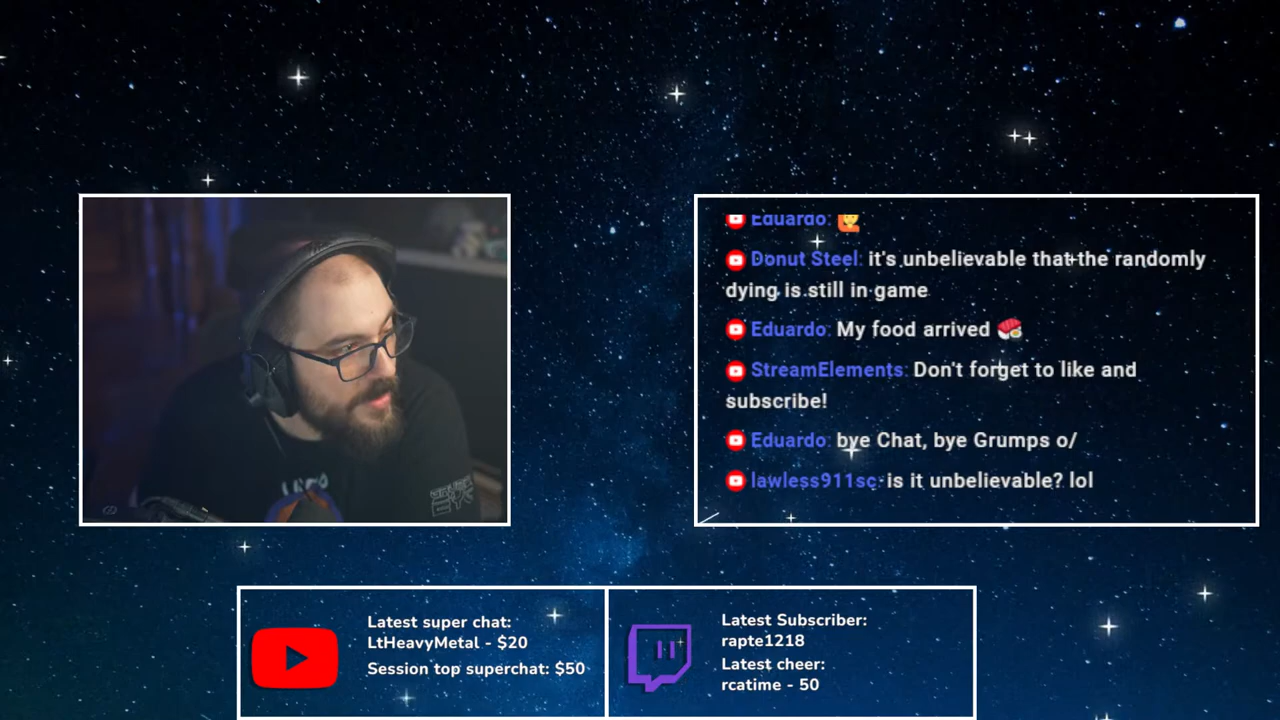 Eduardo:
Donut Steel: it's unbelievable that the randomly
dying is still in game
Eduardo: My food arrived 🍣
StreamElements: Don't forget to like and
subscribe!
Eduardo: bye Chat, bye Grumps o/
lawless911sc: is it unbelievable? lol
Latest super chat:
LtHeavyMetal - $20
Session top superchat: $50
Latest Subscriber:
rapte1218
Latest cheer:
rcatime - 50